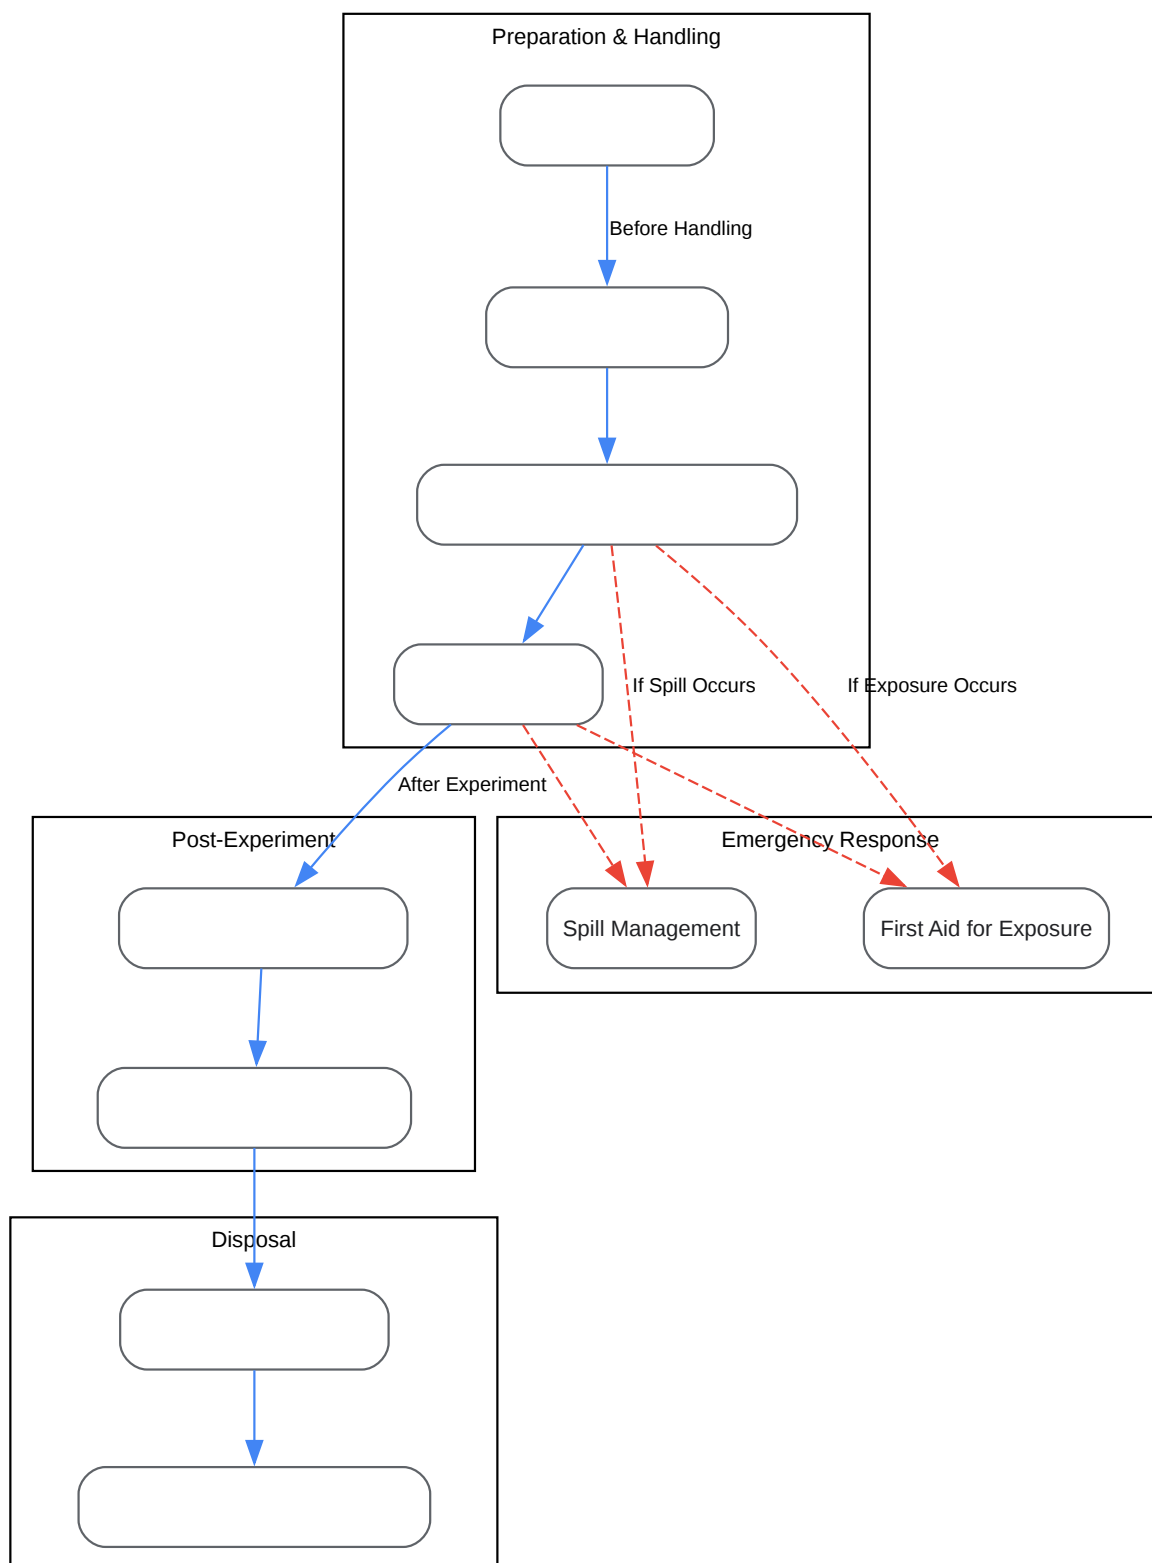 Preparation & Handling
Before Handling
If Spill Occurs
If Exposure Occurs
After Experiment
Post-Experiment
Emergency Response
Spill Management
First Aid for Exposure
Disposal